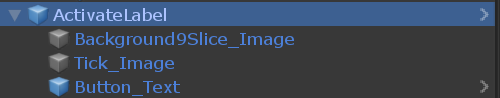 ActivateLabel
Background9Slice_Image
Tick_Image
Button_Text